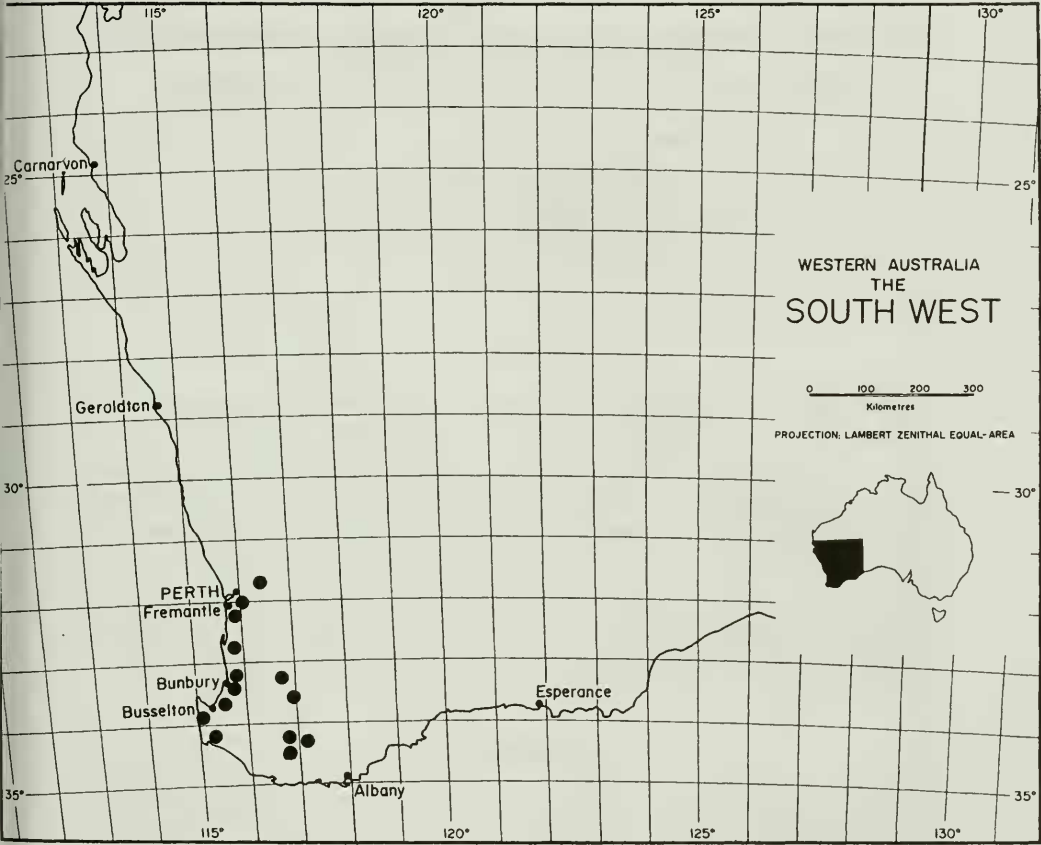 115° 120° 125° 130°
Carnarvon
25° 25°
WESTERN AUSTRALIA
THE
SOUTH WEST
0 100 200 300
Kilometres
Geraldton
PROJECTION: LAMBERT ZENITHAL EQUAL-AREA
30° 30°
PERTH
Fremantle
Bunbury
Esperance
Busselton
Albany
35° 35°
115° 120° 125° 130°